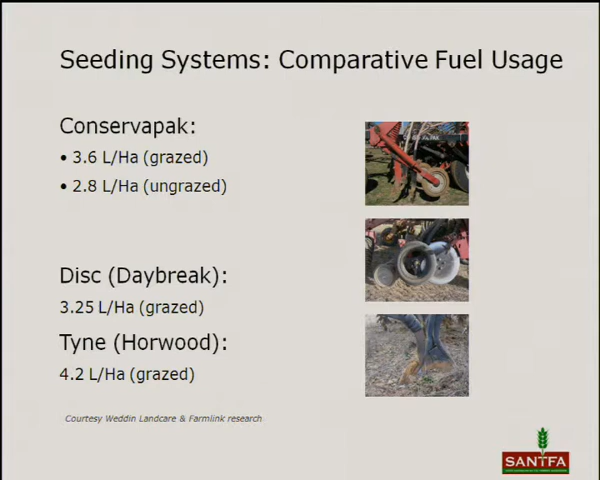 Seeding Systems: Comparative Fuel Usage
Conservapak:
• 3.6 L/Ha (grazed)
• 2.8 L/Ha (ungrazed)
Disc (Daybreak):
3.25 L/Ha (grazed)
Tyne (Horwood):
4.2 L/Ha (grazed)
Courtesy Weddin Landcare & Farmlink research
SANTFA